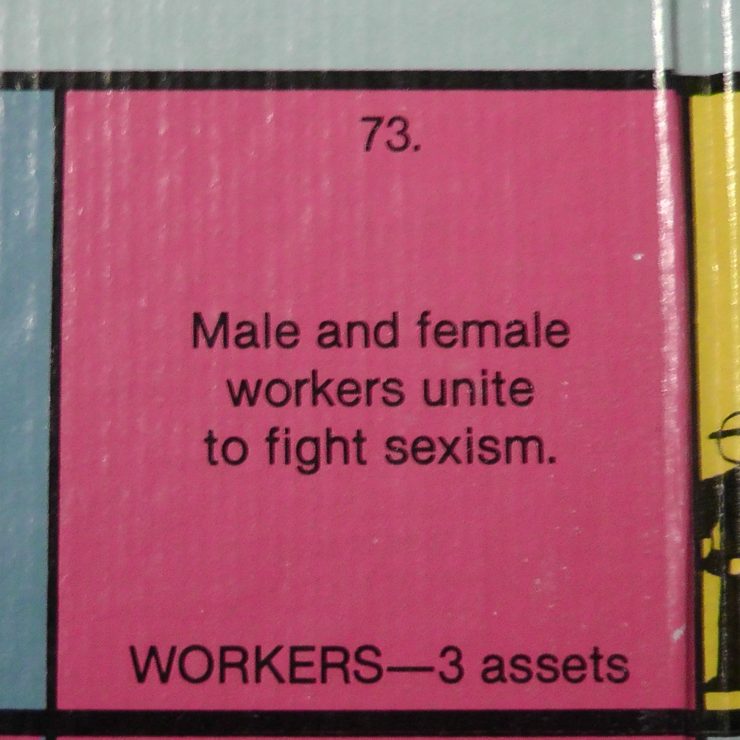 73.
Male and female
workers unite
to fight sexism.
WORKERS—3 assets